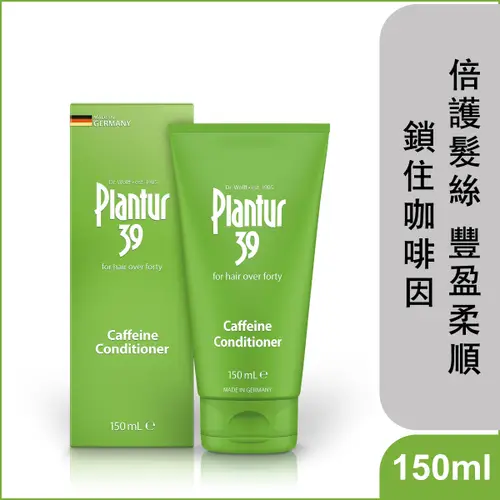 MADE IN
GERMANY
Plantur
39
for hair over forty
Caffeine
Conditioner
150 mL ℮
Dr. Wolff • Est. 1905
Plantur
39
for hair over forty
Caffeine
Conditioner
150 mL ℮
MADE IN GERMANY
倍護髮絲 豐盈柔順
鎖住咖啡因
150ml